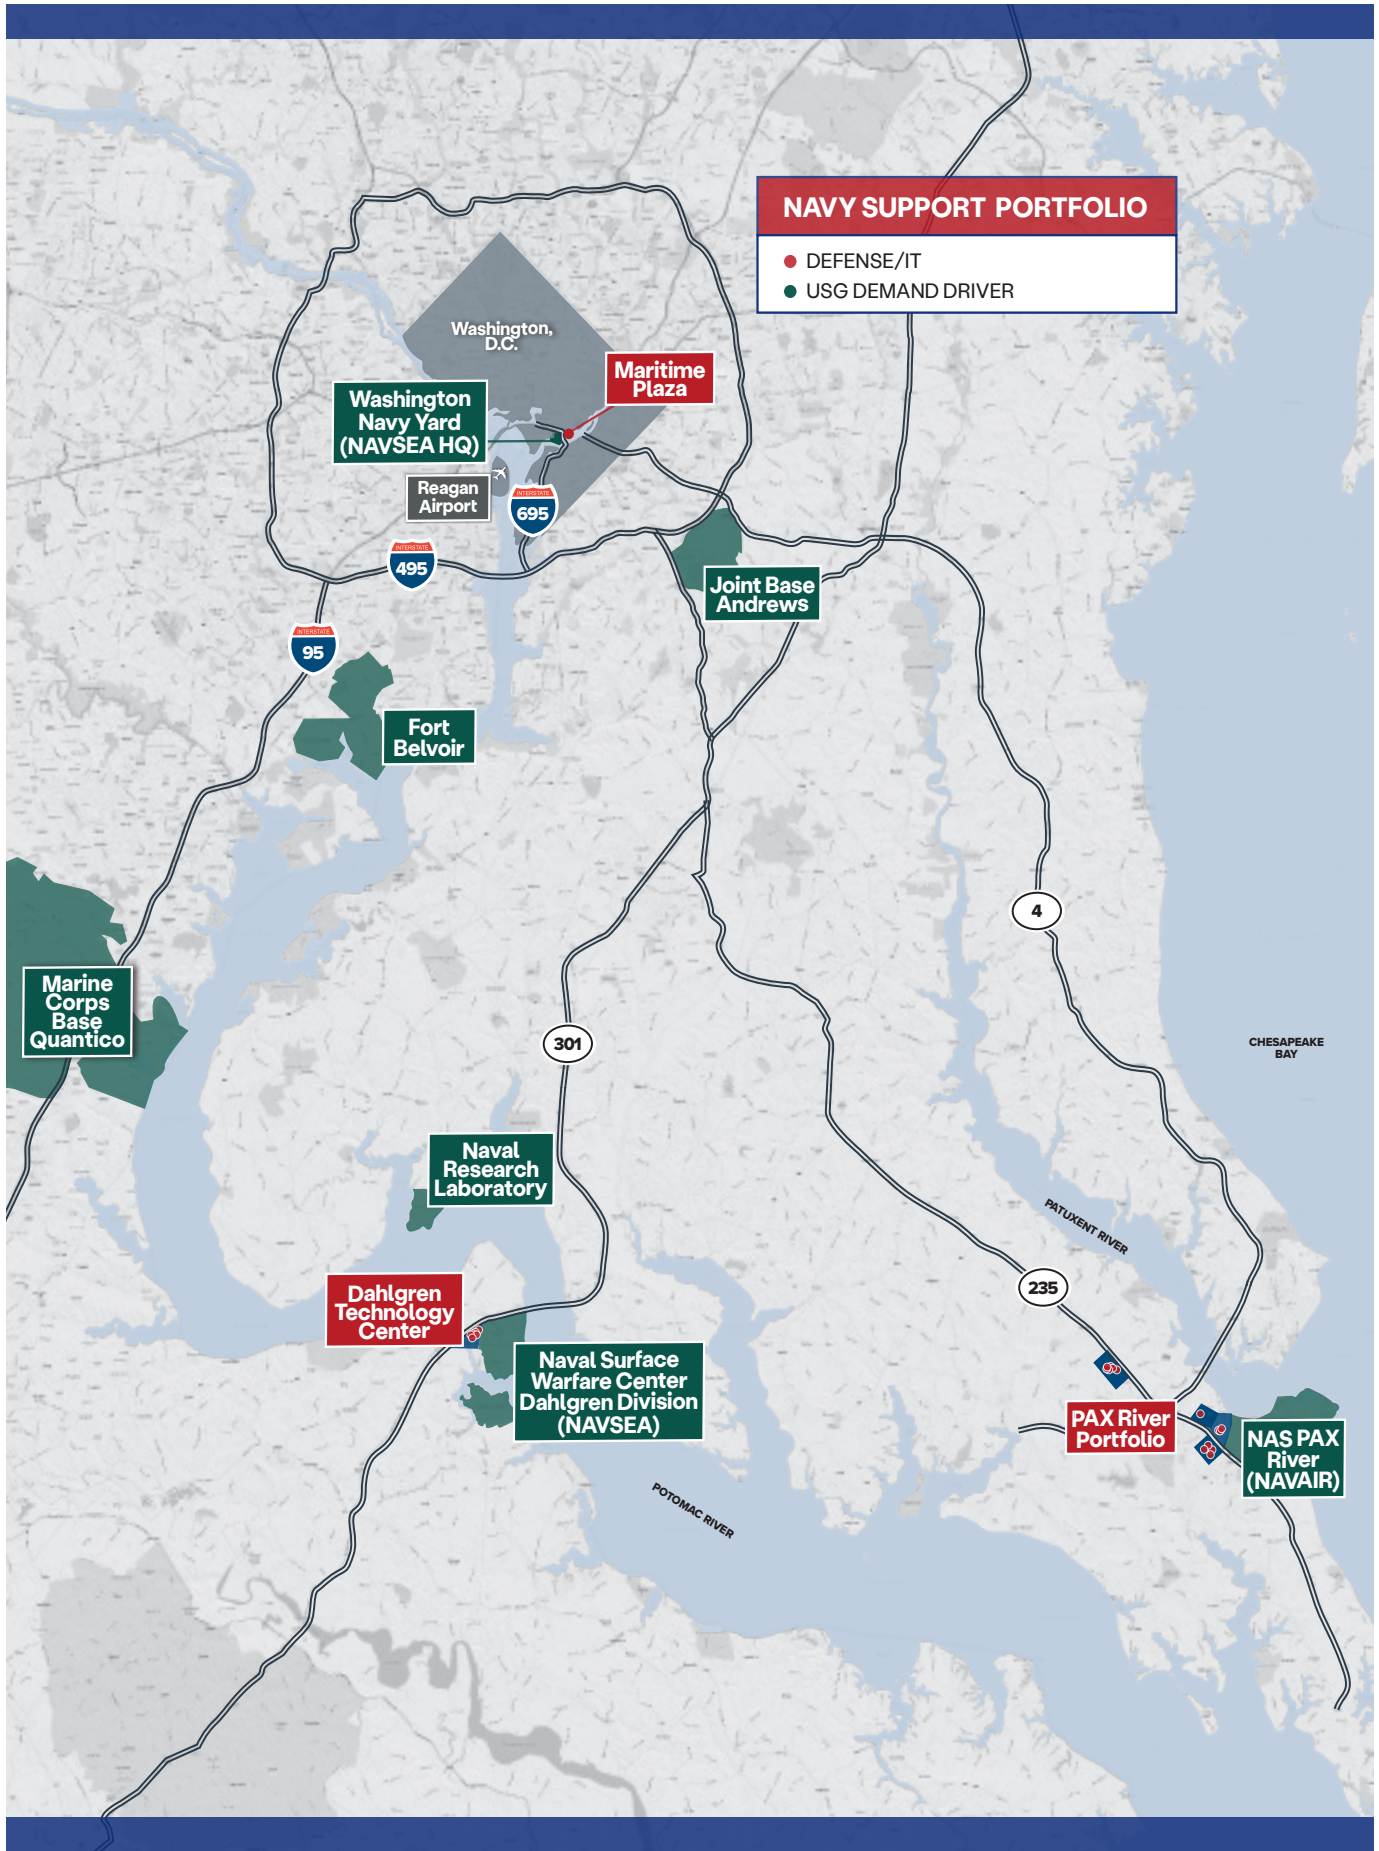 NAVY SUPPORT PORTFOLIO
DEFENSE/IT
USG DEMAND DRIVER
Washington,
D.C.
Maritime
Plaza
Washington
Navy Yard
(NAVSEA HQ)
Reagan
Airport
INTERSTATE
695
INTERSTATE
495
Joint Base
Andrews
INTERSTATE
95
Fort
Belvoir
4
Marine
Corps
Base
Quantico
301
CHESAPEAKE
BAY
Naval
Research
Laboratory
PATUXENT RIVER
235
Dahlgren
Technology
Center
Naval Surface
Warfare Center
Dahlgren Division
(NAVSEA)
PAX River
Portfolio
NAS PAX
River
(NAVAIR)
POTOMAC RIVER